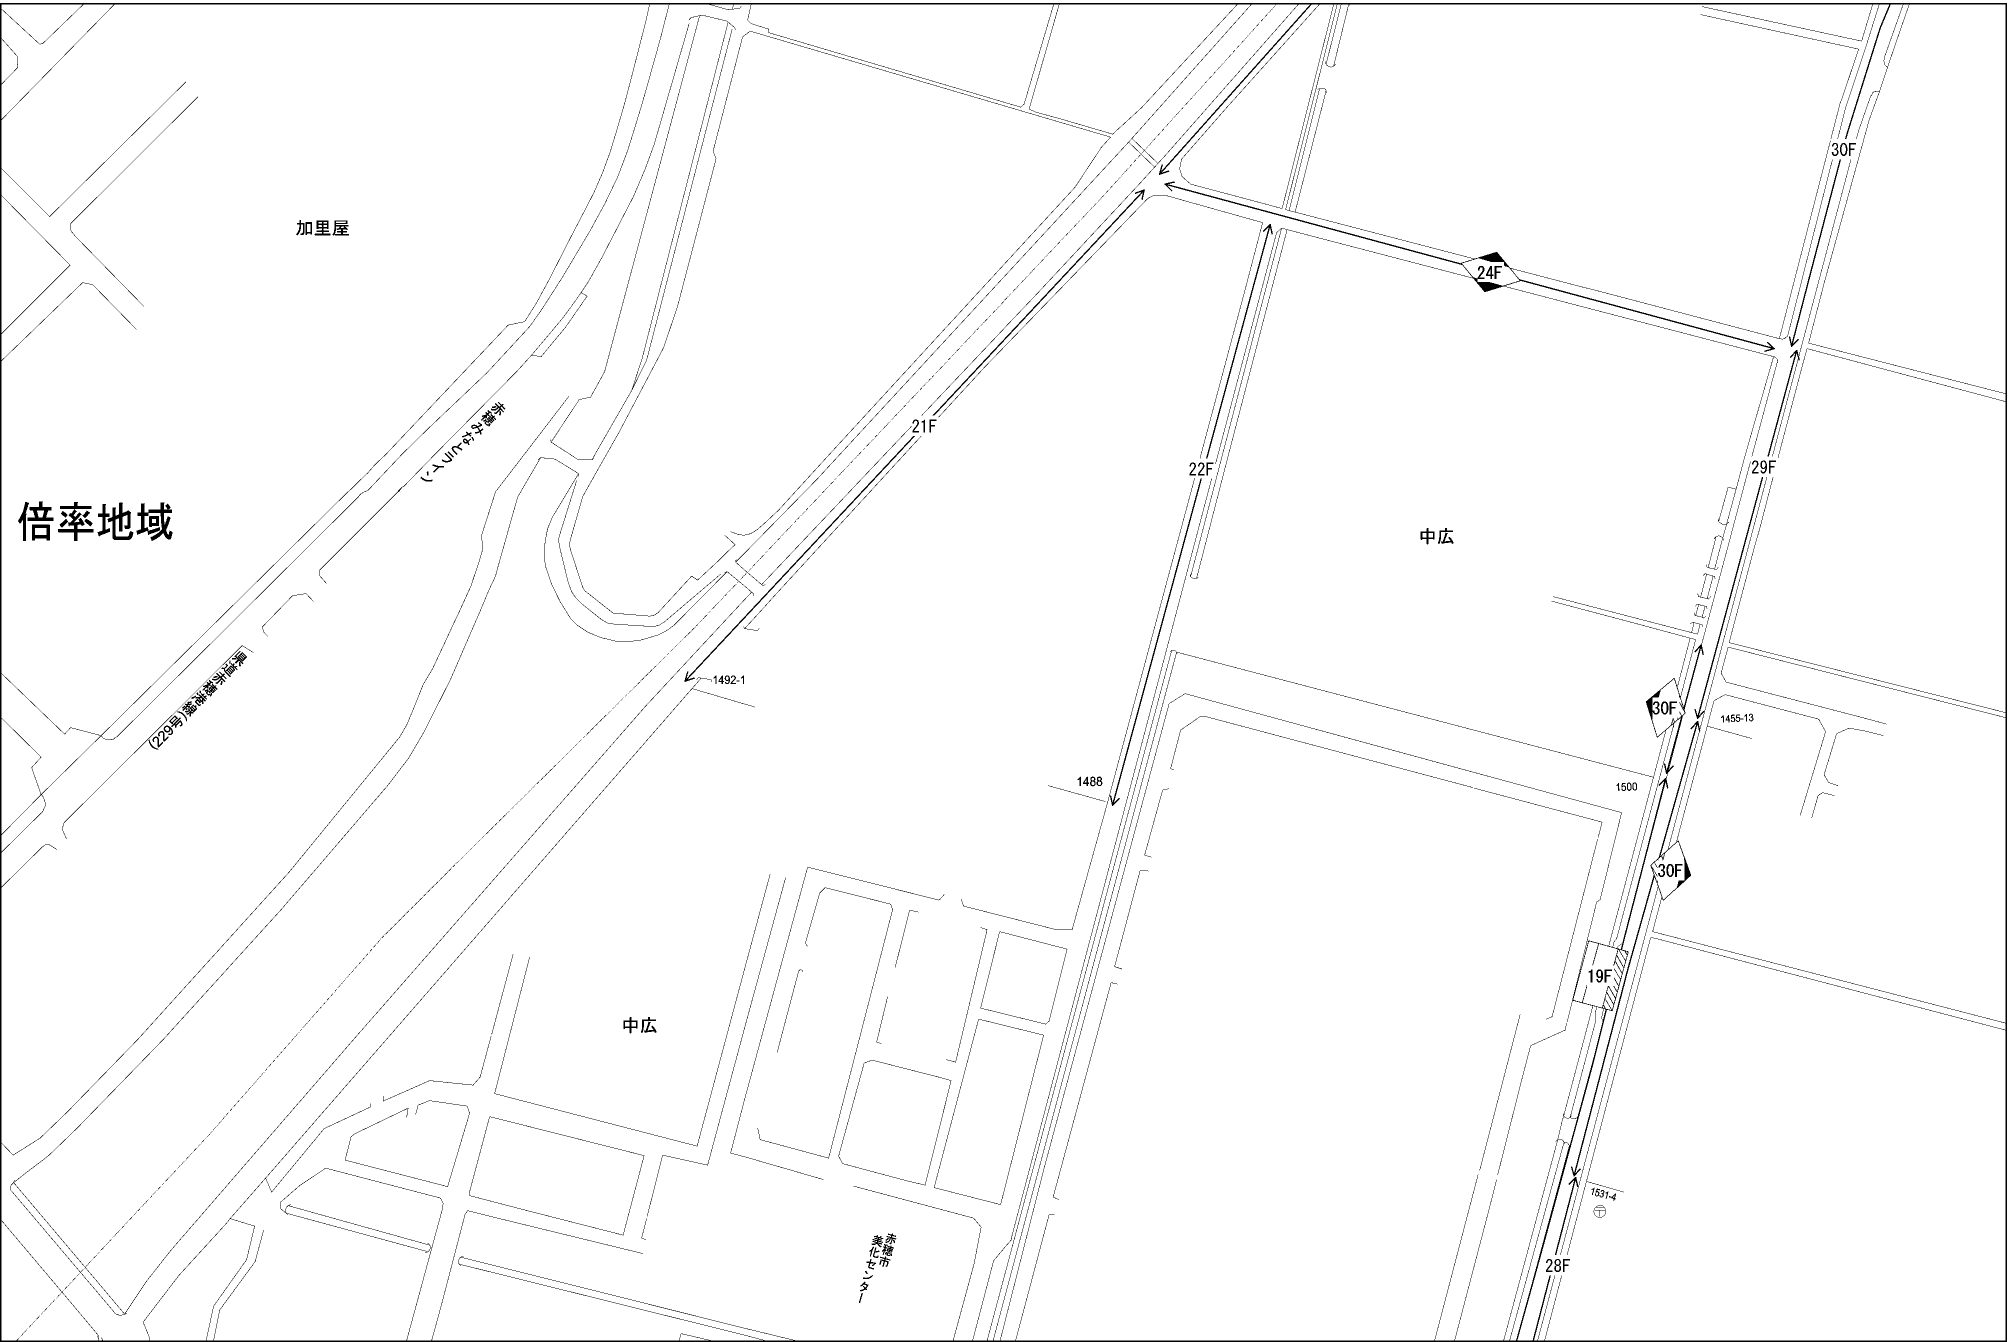 30F
加里屋
24F
赤穂みなとライン
21F
22F
29F
倍率地域
中広
県道赤穂港線(229号)
1492-1
30F
1455-13
1488
1500
30F
19F
中広
1531-4
〒
赤穂市
美化センター
28F